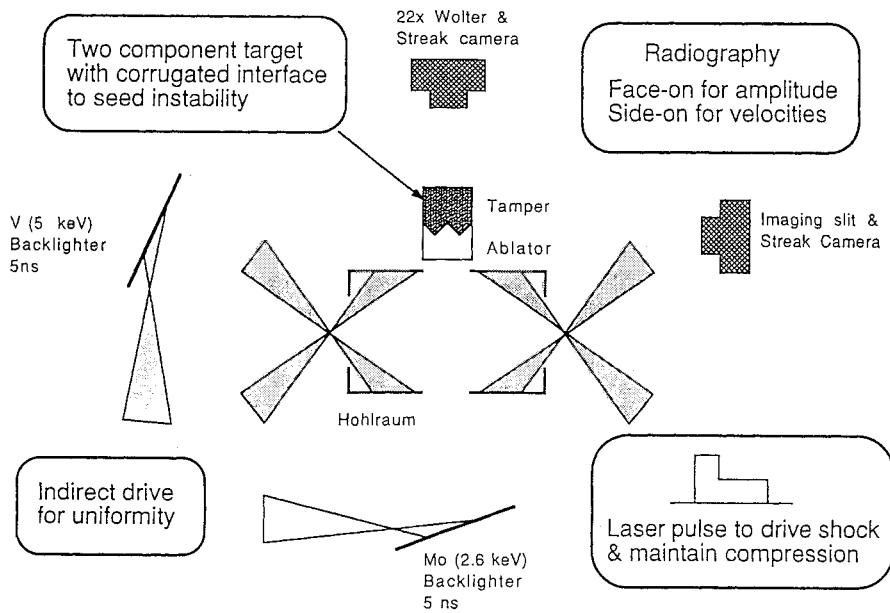 22x Wolter &
Streak camera
Two component target
with corrugated interface
to seed instability
Radiography
Face-on for amplitude
Side-on for velocities
V (5 keV)
Backlighter
5ns
Tamper
Ablator
Imaging slit &
Streak Camera
Hohlraum
Indirect drive
for uniformity
Mo (2.6 keV)
Backlighter
5 ns
Laser pulse to drive shock
& maintain compression